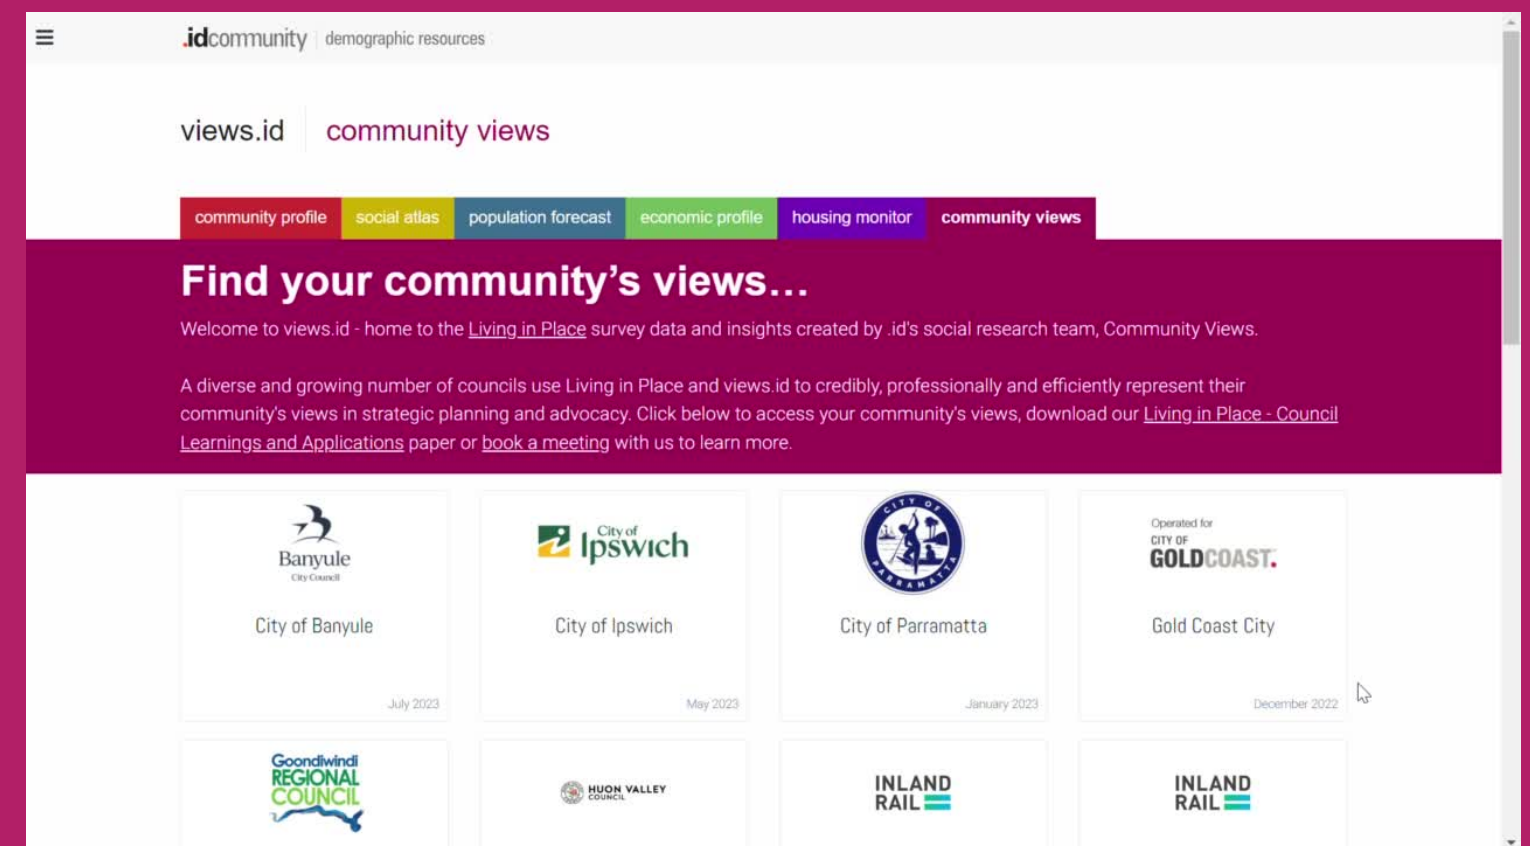 .idcommunity demographic resources
views.id community views
community profile social atlas population forecast economic profile housing monitor community views
Find your community’s views...
Welcome to views.id - home to the Living in Place survey data and insights created by .id's social research team, Community Views.
A diverse and growing number of councils use Living in Place and views.id to credibly, professionally and efficiently represent their
community's views in strategic planning and advocacy. Click below to access your community's views, download our Living in Place - Council
Learnings and Applications paper or book a meeting with us to learn more.
Banyule
City Council
City of Banyule
July 2023
City of
Ipswich
City of Ipswich
May 2023
CITY OF
PARRAMATTA
City of Parramatta
January 2023
Operated for
CITY OF
GOLDCOAST.
Gold Coast City
December 2022
Goondiwindi
REGIONAL
COUNCIL
HUON VALLEY
COUNCIL
INLAND
RAIL
INLAND
RAIL